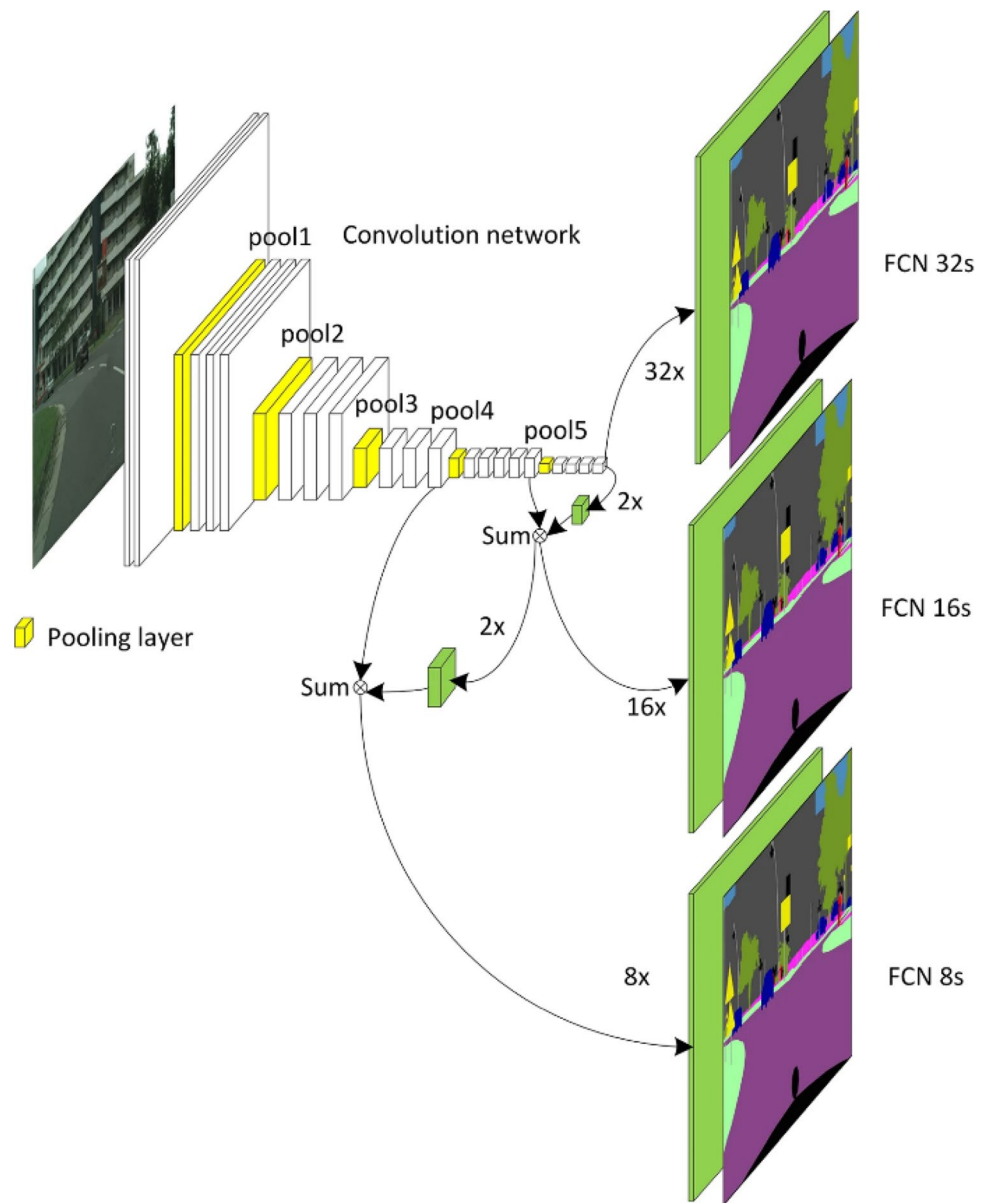 pool1
Convolution network
pool2
pool3
pool4
pool5
FCN 32s
32x
2x
Sum
Pooling layer
2x
FCN 16s
Sum
16x
8x
FCN 8s